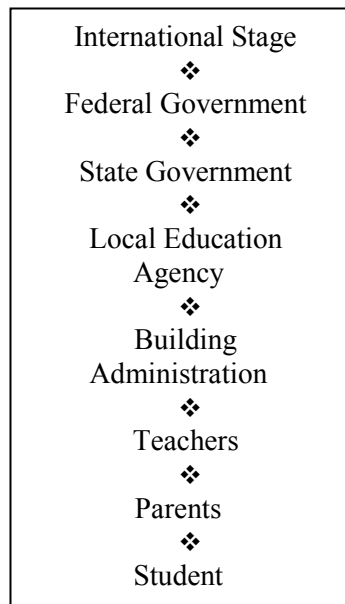 International Stage
❖
Federal Government
❖
State Government
❖
Local Education
Agency
❖
Building
Administration
❖
Teachers
❖
Parents
❖
Student